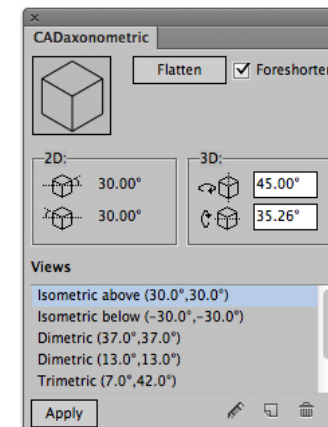 CADaxonometric
Flatten
Foreshorten
2D:
3D:
30.00°
45.00°
30.00°
35.26°
Views
Isometric above (30.0°,30.0°)
Isometric below (-30.0°,-30.0°)
Dimetric (37.0°,37.0°)
Dimetric (13.0°,13.0°)
Trimetric (7.0°,42.0°)
Apply